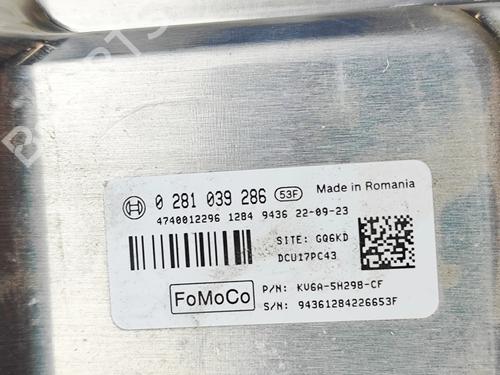 0 281 039 286 53F Made in Romania
4740012296 1284 9436 22-09-23
SITE: GQ6KD
DCU17PC43
FoMoCo
P/N: KV6A-5H298-CF
S/N: 94361284226653F